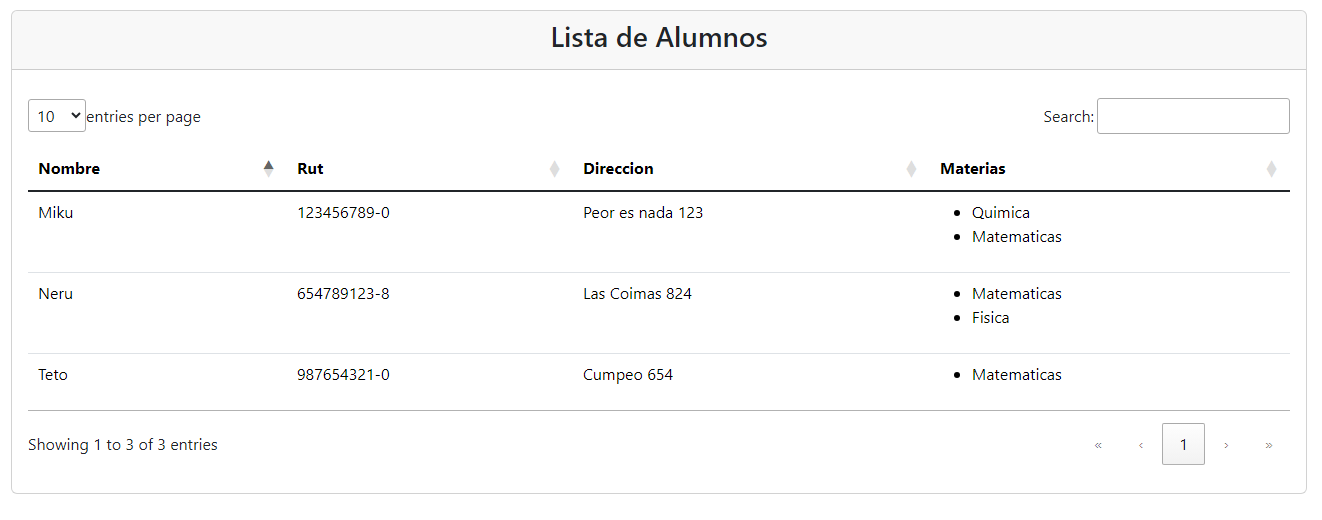 Lista de Alumnos
10 entries per page Search:
Nombre Rut Direccion Materias
Miku 123456789-0 Peor es nada 123 • Quimica
• Matematicas
Neru 654789123-8 Las Coimas 824 • Matematicas
• Fisica
Teto 987654321-0 Cumpeo 654 • Matematicas
Showing 1 to 3 of 3 entries « ‹ 1 › »